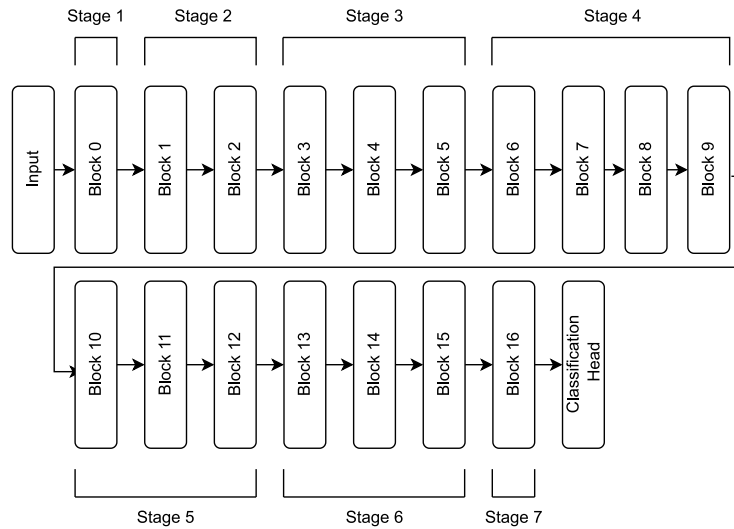 Stage 1
Stage 2
Stage 3
Stage 4
Input
Block 0
Block 1
Block 2
Block 3
Block 4
Block 5
Block 6
Block 7
Block 8
Block 9
Block 10
Block 11
Block 12
Block 13
Block 14
Block 15
Block 16
Classification
Head
Stage 5
Stage 6
Stage 7